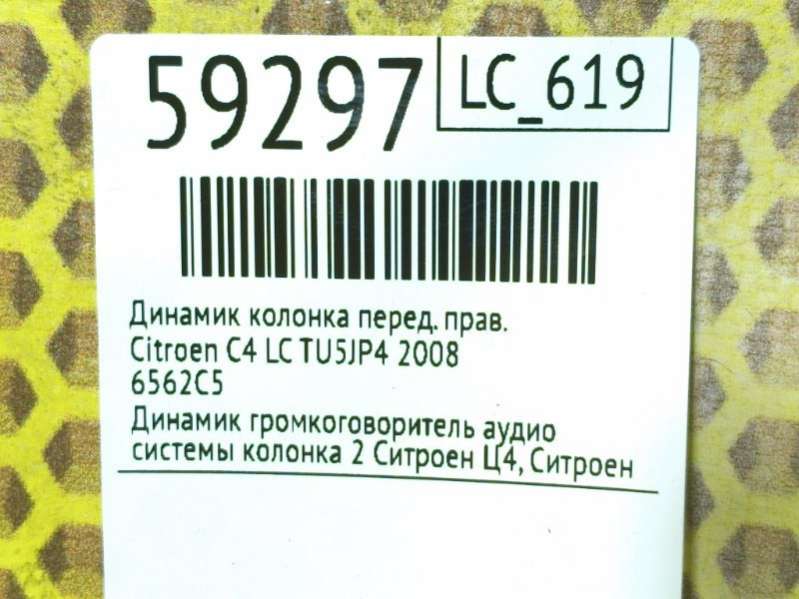 59297
LC_619
Динамик колонка перед. прав.
Citroen C4 LC TU5JP4 2008
6562C5
Динамик громкоговоритель аудио
системы колонка 2 Ситроен Ц4, Ситроен